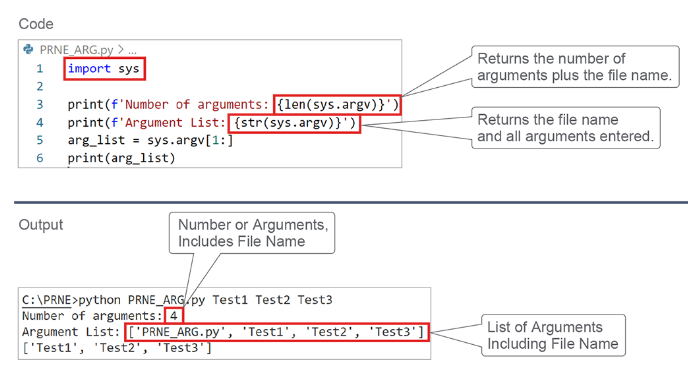 Code
PRNE_ARG.py > ...
1 import sys
2
3 print(f'Number of arguments: {len(sys.argv)}')
4 print(f'Argument List: {str(sys.argv)}')
5 arg_list = sys.argv[1:]
6 print(arg_list)
Returns the number of
arguments plus the file name.
Returns the file name
and all arguments entered.
Output
Number or Arguments,
Includes File Name
C:\PRNE>python PRNE_ARG.py Test1 Test2 Test3
Number of arguments: 4
Argument List: ['PRNE_ARG.py', 'Test1', 'Test2', 'Test3']
['Test1', 'Test2', 'Test3']
List of Arguments
Including File Name